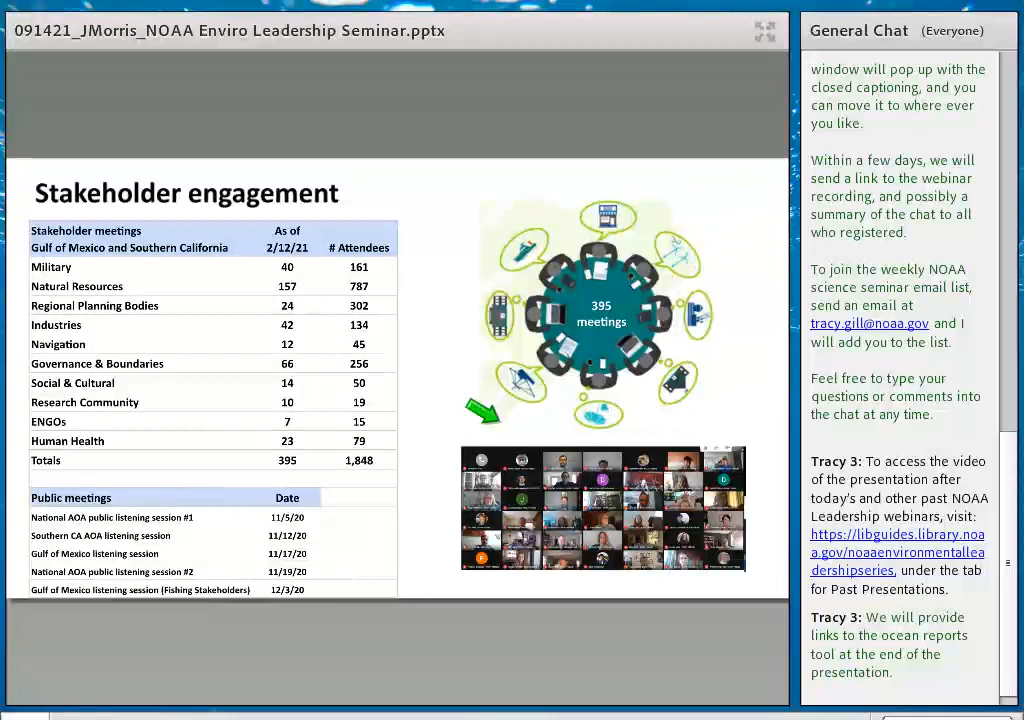 091421_JMorris_NOAA Enviro Leadership Seminar.pptx
Stakeholder engagement
Stakeholder meetings As of
Gulf of Mexico and Southern California 2/12/21 # Attendees
Military 40 161
Natural Resources 157 787
Regional Planning Bodies 24 302
Industries 42 134
Navigation 12 45
Governance & Boundaries 66 256
Social & Cultural 14 50
Research Community 10 19
ENGOs 7 15
Human Health 23 79
Totals 395 1,848
Public meetings Date
National AOA public listening session #1 11/5/20
Southern CA AOA listening session 11/12/20
Gulf of Mexico listening session 11/17/20
National AOA public listening session #2 11/19/20
Gulf of Mexico listening session (Fishing Stakeholders) 12/3/20
395
meetings
General Chat (Everyone)
window will pop up with the
closed captioning, and you
can move it to where ever
you like.
Within a few days, we will
send a link to the webinar
recording, and possibly a
summary of the chat to all
who registered.
To join the weekly NOAA
science seminar email list,
send an email at
tracy.gill@noaa.gov and I
will add you to the list.
Feel free to type your
questions or comments into
the chat at any time.
Tracy 3: To access the video
of the presentation after
today's and other past NOAA
Leadership webinars, visit:
https://libguides.library.noa
a.gov/noaaenvironmentallea
dershipseries, under the tab
for Past Presentations.
Tracy 3: We will provide
links to the ocean reports
tool at the end of the
presentation.